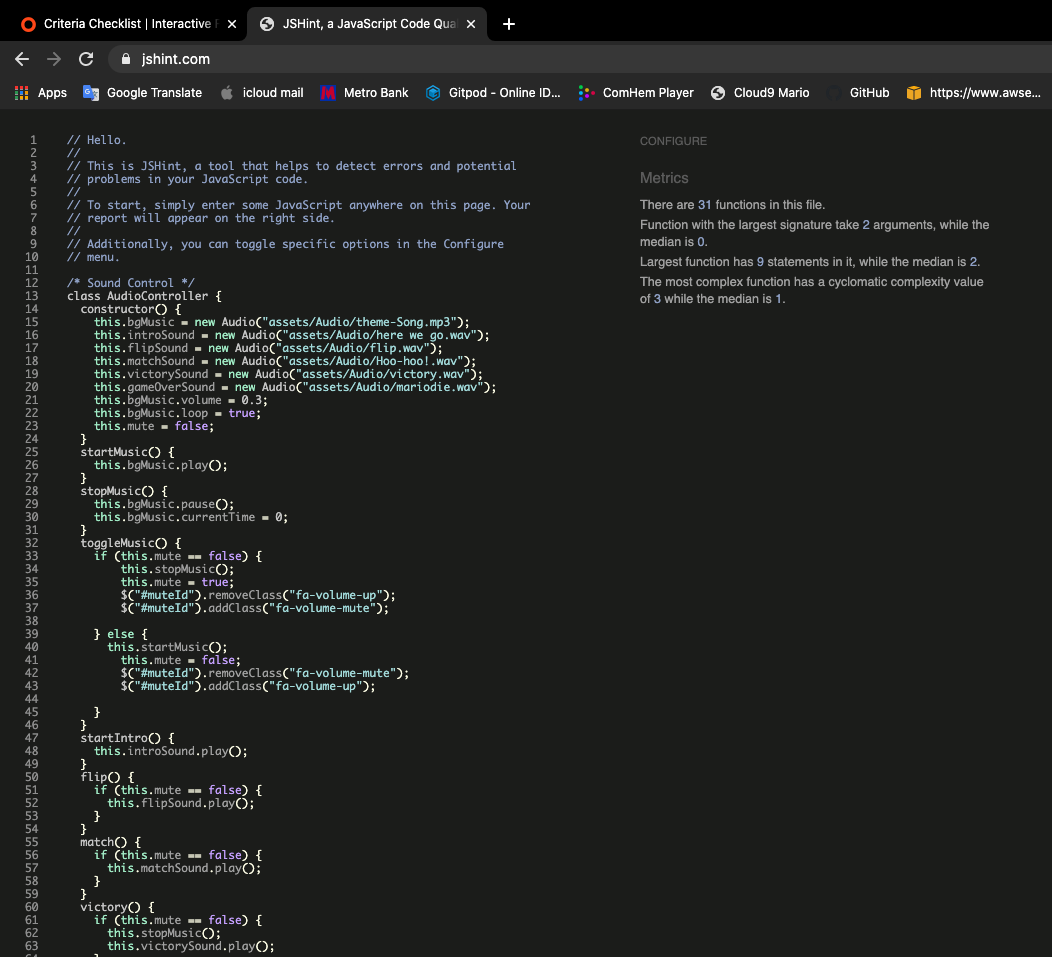 Criteria Checklist | Interactive
JSHint, a JavaScript Code Qua
jshint.com
Apps Google Translate icloud mail Metro Bank Gitpod - Online ID... ComHem Player Cloud9 Mario GitHub https://www.awse...
1 // Hello.
2 //
3 // This is JSHint, a tool that helps to detect errors and potential
4 // problems in your JavaScript code.
5 //
6 // To start, simply enter some JavaScript anywhere on this page. Your
7 // report will appear on the right side.
8 //
9 // Additionally, you can toggle specific options in the Configure
10 // menu.
11
12 /* Sound Control */
13 class AudioController {
14 constructor() {
15 this.bgMusic = new Audio("assets/Audio/theme-Song.mp3");
16 this.introSound = new Audio("assets/Audio/here we go.wav");
17 this.flipSound = new Audio("assets/Audio/flip.wav");
18 this.matchSound = new Audio("assets/Audio/Hoo-hoo!.wav");
19 this.victorySound = new Audio("assets/Audio/victory.wav");
20 this.gameOverSound = new Audio("assets/Audio/mariodie.wav");
21 this.bgMusic.volume = 0.3;
22 this.bgMusic.loop = true;
23 this.mute = false;
24 }
25 startMusic() {
26 this.bgMusic.play();
27 }
28 stopMusic() {
29 this.bgMusic.pause();
30 this.bgMusic.currentTime = 0;
31 }
32 toggleMusic() {
33 if (this.mute == false) {
34 this.stopMusic();
35 this.mute = true;
36 $("#muteId").removeClass("fa-volume-up");
37 $("#muteId").addClass("fa-volume-mute");
38
39 } else {
40 this.startMusic();
41 this.mute = false;
42 $("#muteId").removeClass("fa-volume-mute");
43 $("#muteId").addClass("fa-volume-up");
44
45 }
46 }
47 startIntro() {
48 this.introSound.play();
49 }
50 flip() {
51 if (this.mute == false) {
52 this.flipSound.play();
53 }
54 }
55 match() {
56 if (this.mute == false) {
57 this.matchSound.play();
58 }
59 }
60 victory() {
61 if (this.mute == false) {
62 this.stopMusic();
63 this.victorySound.play();
CONFIGURE
Metrics
There are 31 functions in this file.
Function with the largest signature take 2 arguments, while the
median is 0.
Largest function has 9 statements in it, while the median is 2.
The most complex function has a cyclomatic complexity value
of 3 while the median is 1.